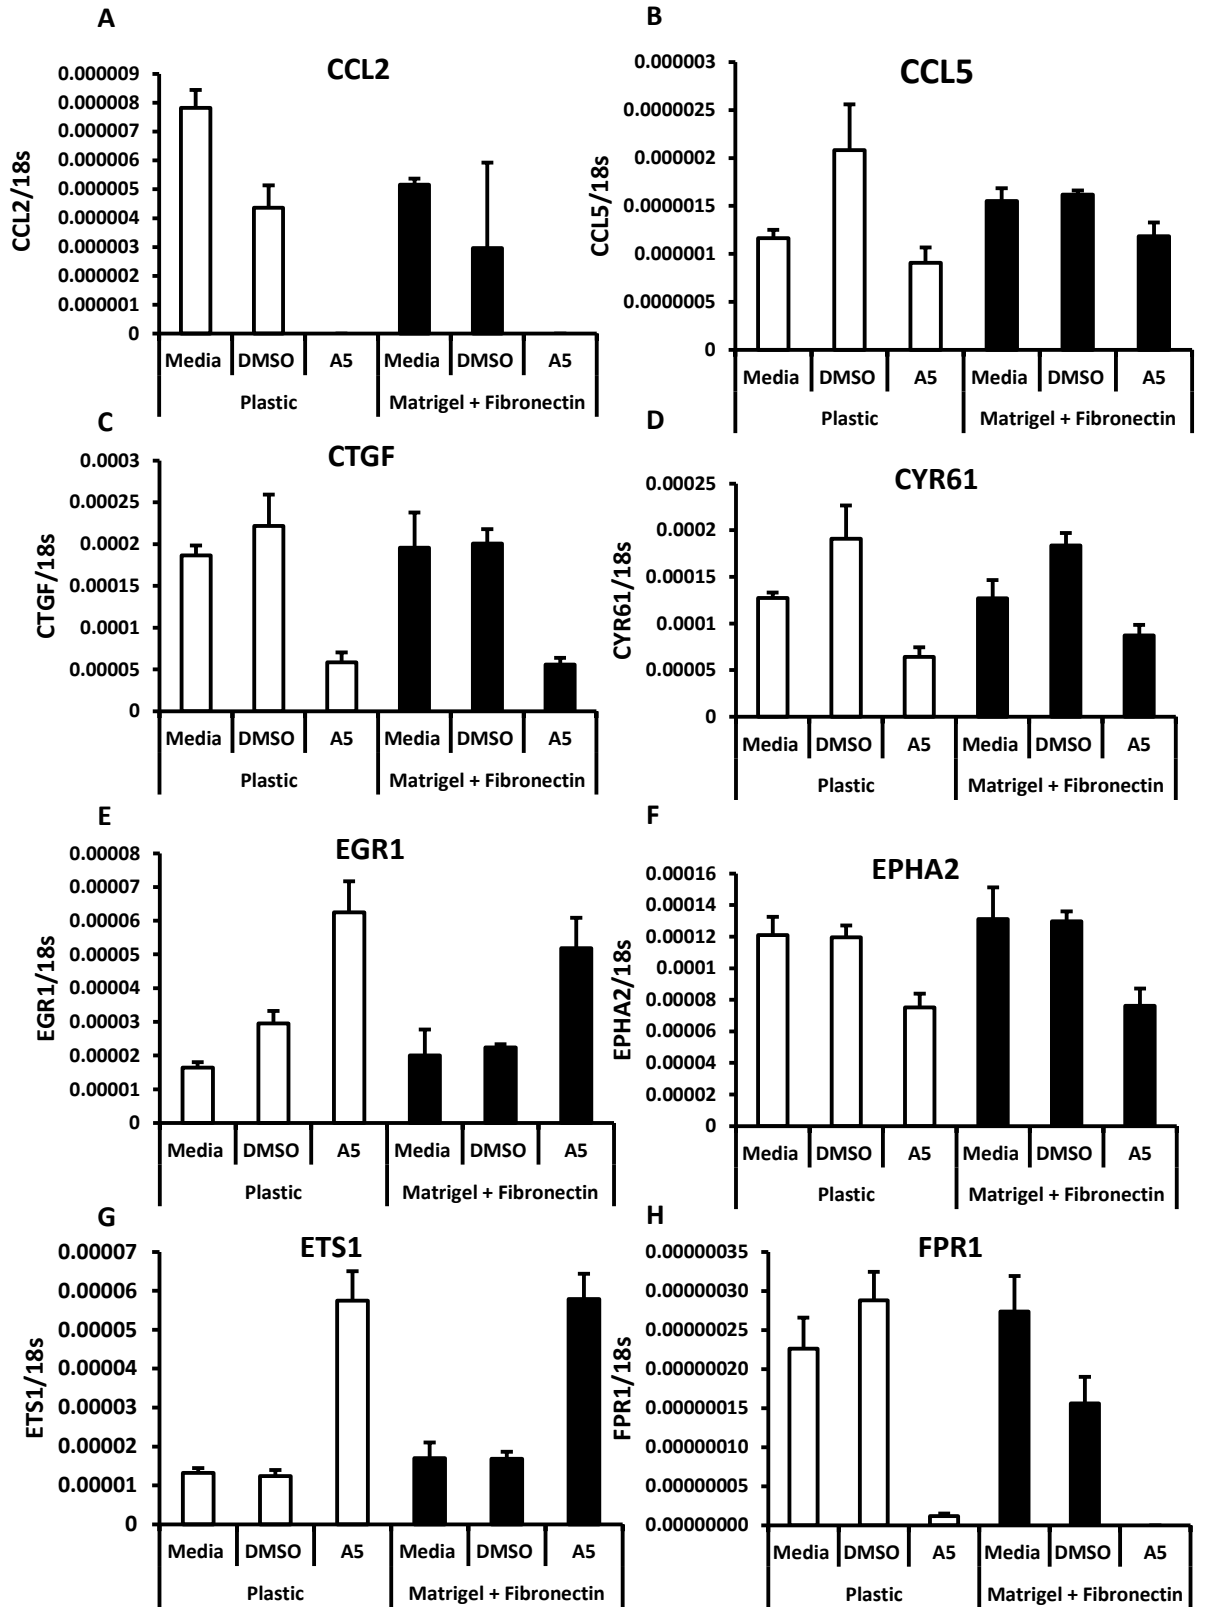 A
CCL2
0.000009
0.000008
0.000007
0.000006
0.000005
0.000004
0.000003
0.000002
0.000001
0
CCL2/18s
Media DMSO A5 Media DMSO A5
Plastic Matrigel + Fibronectin
B
CCL5
0.000003
0.0000025
0.000002
0.0000015
0.000001
0.0000005
0
CCL5/18s
Media DMSO A5 Media DMSO A5
Plastic Matrigel + Fibronectin
C
CTGF
0.0003
0.00025
0.0002
0.00015
0.0001
0.00005
0
CTGF/18s
Media DMSO A5 Media DMSO A5
Plastic Matrigel + Fibronectin
D
CYR61
0.00025
0.0002
0.00015
0.0001
0.00005
0
CYR61/18s
Media DMSO A5 Media DMSO A5
Plastic Matrigel + Fibronectin
E
EGR1
0.00008
0.00007
0.00006
0.00005
0.00004
0.00003
0.00002
0.00001
0
EGR1/18s
Media DMSO A5 Media DMSO A5
Plastic Matrigel + Fibronectin
F
EPHA2
0.00016
0.00014
0.00012
0.0001
0.00008
0.00006
0.00004
0.00002
0
EPHA2/18s
Media DMSO A5 Media DMSO A5
Plastic Matrigel + Fibronectin
G
ETS1
0.00007
0.00006
0.00005
0.00004
0.00003
0.00002
0.00001
0
ETS1/18s
Media DMSO A5 Media DMSO A5
Plastic Matrigel + Fibronectin
H
FPR1
0.00000035
0.00000030
0.00000025
0.00000020
0.00000015
0.00000010
0.00000005
0.00000000
FPR1/18s
Media DMSO A5 Media DMSO A5
Plastic Matrigel + Fibronectin